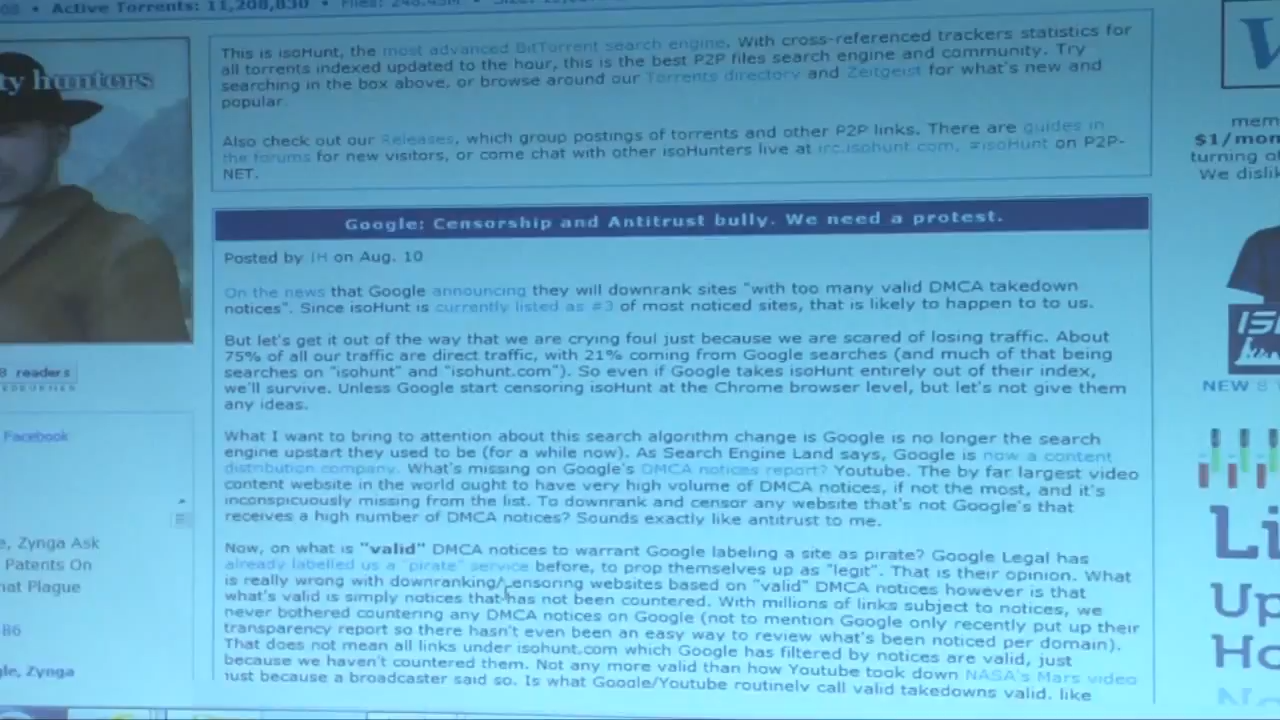 Active Torrents: 11,208,830 • Files:
This is isoHunt, the most advanced BitTorrent search engine. With cross-referenced trackers statistics for
all torrents indexed updated to the hour, this is the best P2P files search engine and community. Try
searching in the box above, or browse around our Torrents directory and Zeitgeist for what's new and
popular.
Also check out our Releases, which group postings of torrents and other P2P links. There are guides in
the forums for new visitors, or come chat with other isoHunters live at irc.isohunt.com, #isoHunt on P2P-
NET.
Google: Censorship and Antitrust bully. We need a protest.
Posted by IH on Aug. 10
On the news that Google announcing they will downrank sites "with too many valid DMCA takedown
notices". Since isoHunt is currently listed as #3 of most noticed sites, that is likely to happen to to us.
But let's get it out of the way that we are crying foul just because we are scared of losing traffic. About
75% of all our traffic are direct traffic, with 21% coming from Google searches (and much of that being
searches on "isohunt" and "isohunt.com"). So even if Google takes isoHunt entirely out of their index,
we'll survive. Unless Google start censoring isoHunt at the Chrome browser level, but let's not give them
any ideas.
What I want to bring to attention about this search algorithm change is Google is no longer the search
engine upstart they used to be (for a while now). As Search Engine Land says, Google is now a content
distribution company. What's missing on Google's DMCA notices report? Youtube. The by far largest video
content website in the world ought to have very high volume of DMCA notices, if not the most, and it's
inconspicuously missing from the list. To downrank and censor any website that's not Google's that
receives a high number of DMCA notices? Sounds exactly like antitrust to me.
Now, on what is "valid" DMCA notices to warrant Google labeling a site as pirate? Google Legal has
already labelled us a "pirate" service before, to prop themselves up as "legit". That is their opinion. What
is really wrong with downranking/censoring websites based on "valid" DMCA notices however is that
what's valid is simply notices that has not been countered. With millions of links subject to notices, we
never bothered countering any DMCA notices on Google (not to mention Google only recently put up their
transparency report so there hasn't even been an easy way to review what's been noticed per domain).
That does not mean all links under isohunt.com which Google has filtered by notices are valid, just
because we haven't countered them. Not any more valid than how Youtube took down NASA's Mars video
just because a broadcaster said so. Is what Google/Youtube routinely call valid takedowns valid, like
ty hunters
8 readers
Facebook
e, Zynga Ask
Patents On
hat Plague
B6
gle, Zynga
mem
$1/mon
turning
We dislik
NEW
Li
Up
Ho